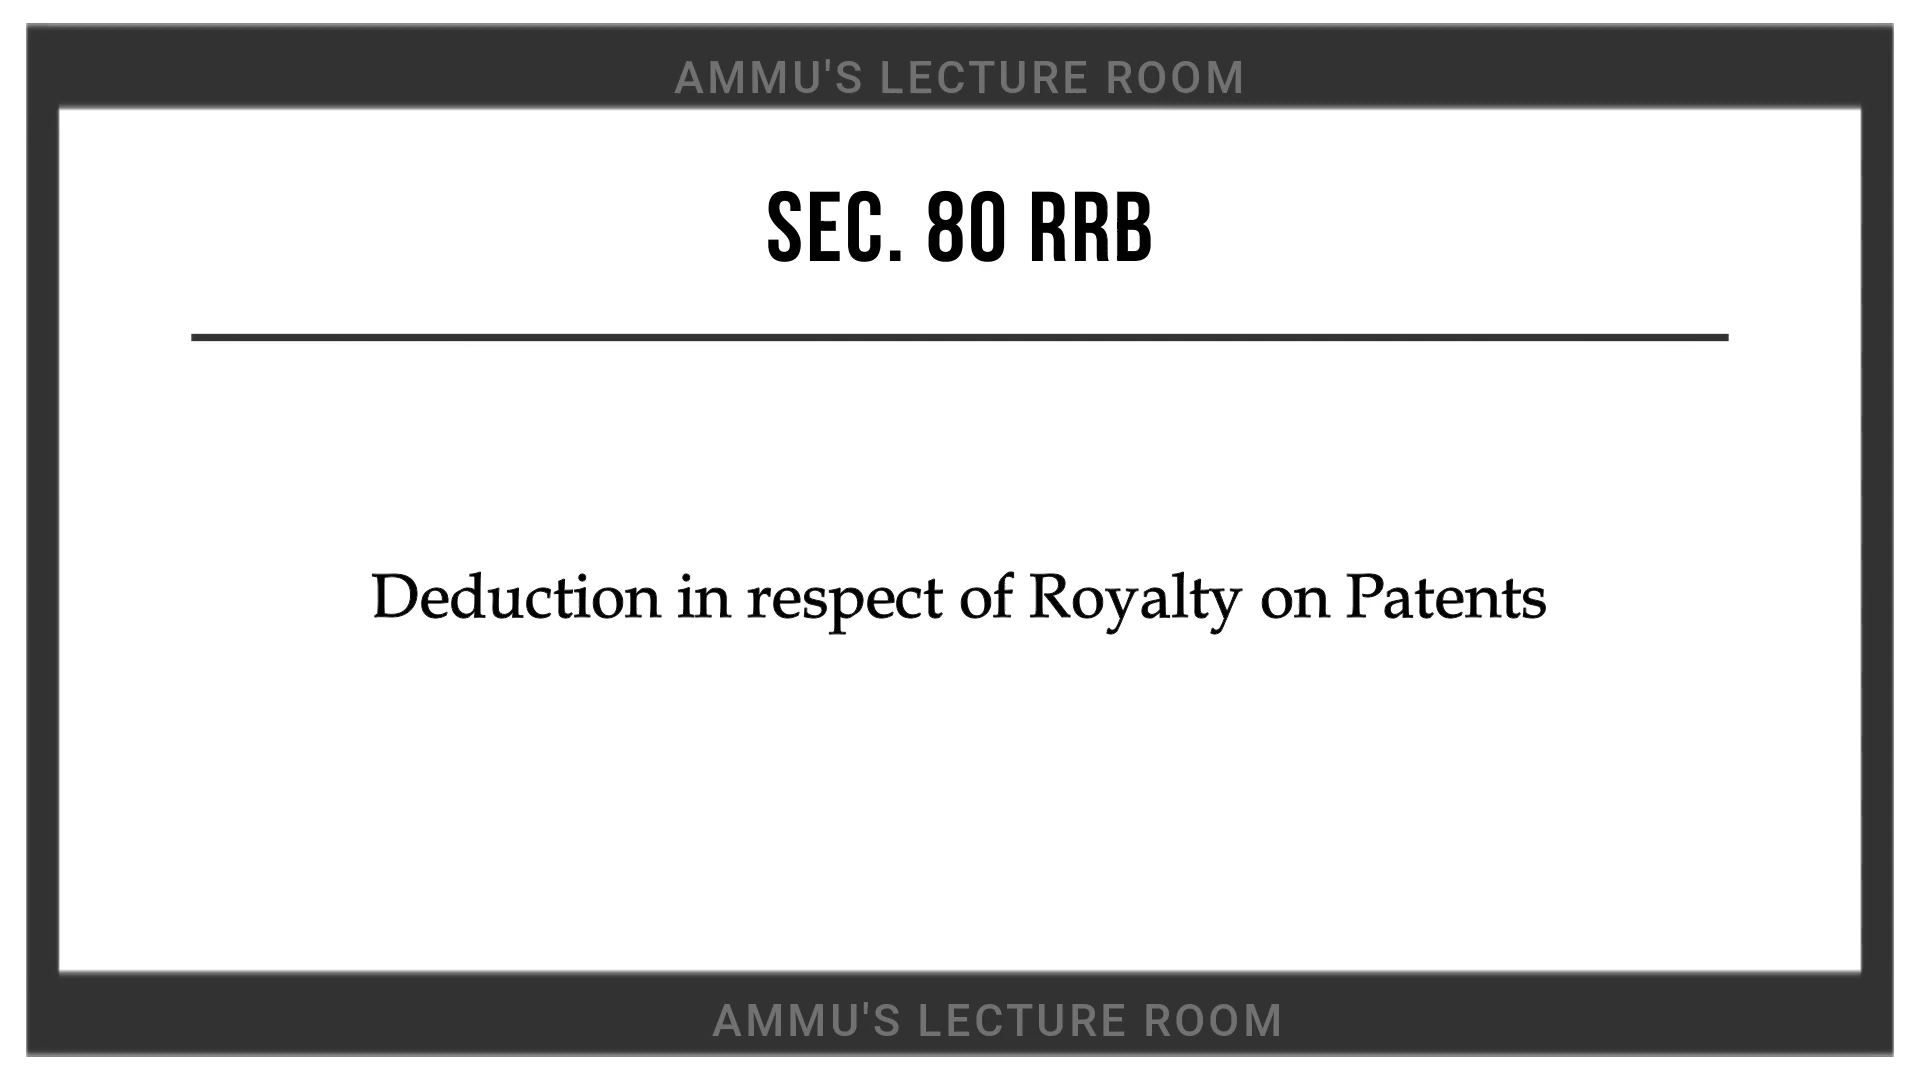 AMMU'S LECTURE ROOM
SEC. 80 RRB
Deduction in respect of Royalty on Patents
AMMU'S LECTURE ROOM